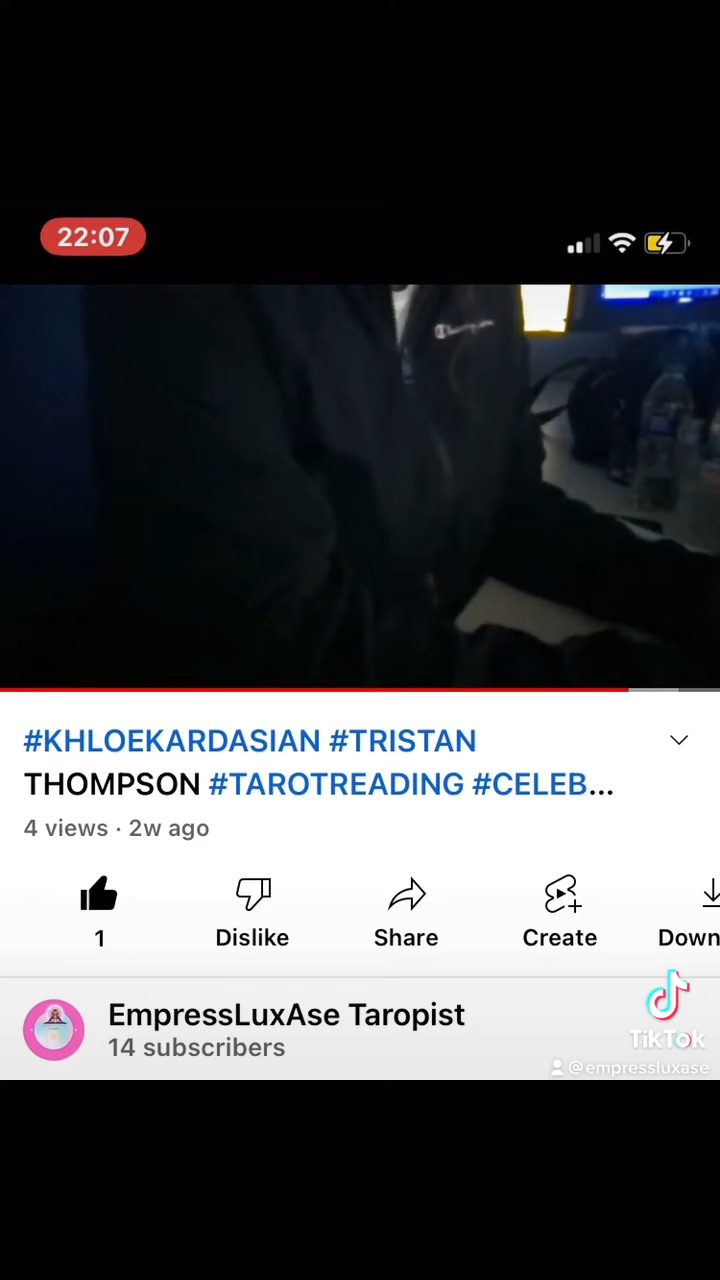 22:07
Champion
#KHLOEKARDASIAN #TRISTAN
THOMPSON #TAROTREADING #CELEB...
4 views · 2w ago
1
Dislike
Share
Create
Down
EmpressLuxAse Taropist
14 subscribers
TikTok
@empressluxase